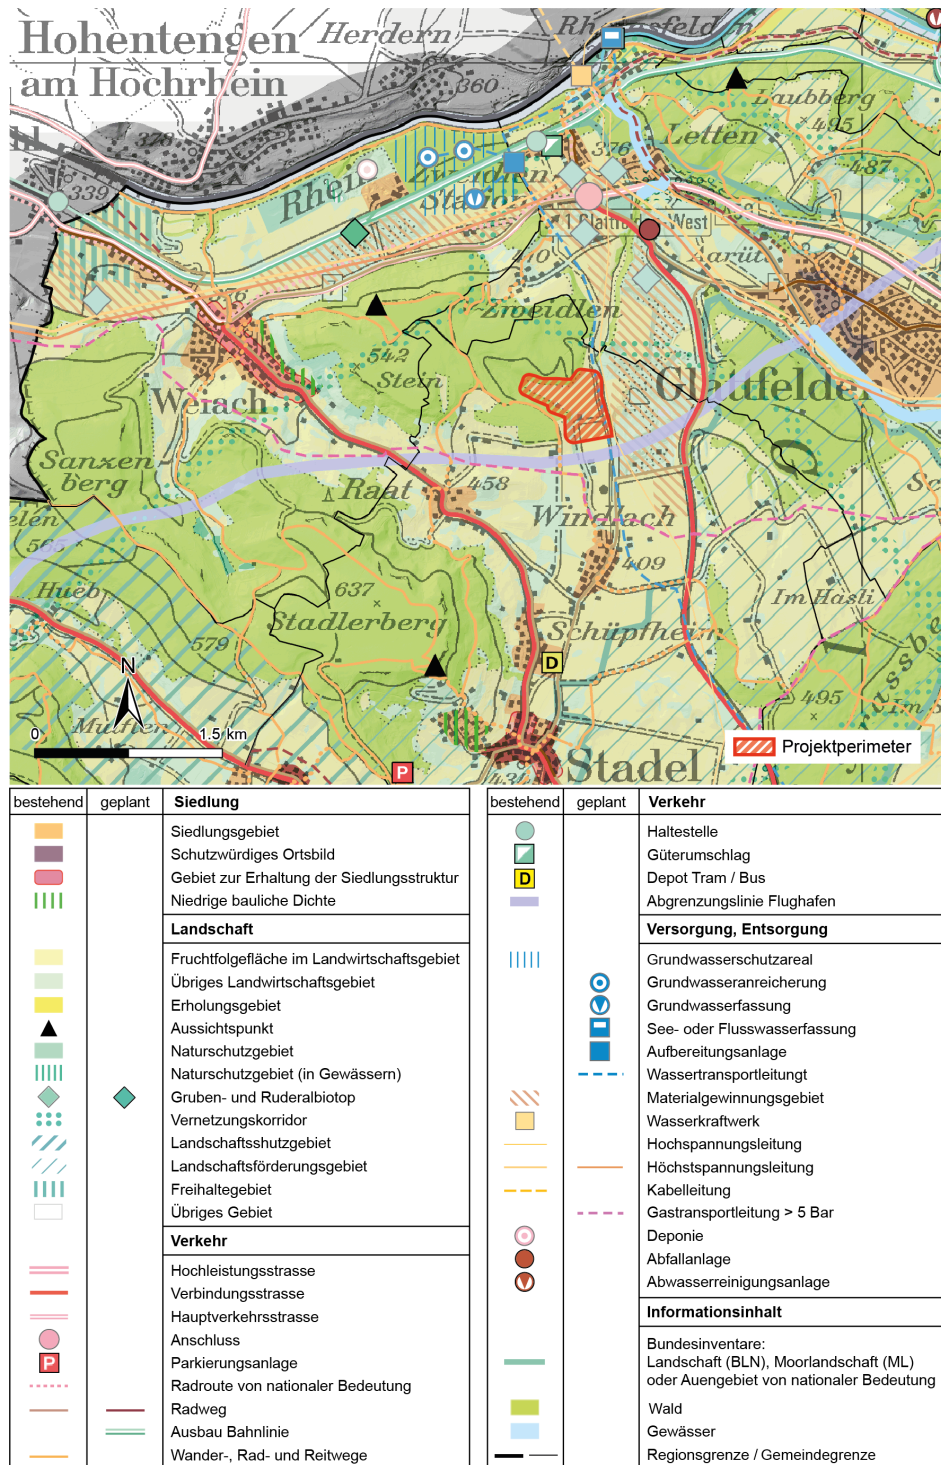 Hohentengen
am Hochrhein
Herdern
360
Laubberg
495
Letten
487
376
378
339
Rhein
Zweidlen
Station
410
Aarüti
Zweidlen
542
Stein
Glattfelden
Weiach
Sanzenberg
Raat
458
Windlach
409
565
Hueb
637
Stadlerberg
579
Schüpfheim
Im Hasli
495
N
0
1.5 km
D
P
Stadel
Projektperimeter
bestehend geplant Siedlung
Siedlungsgebiet
Schutzwürdiges Ortsbild
Gebiet zur Erhaltung der Siedlungsstruktur
Niedrige bauliche Dichte
Landschaft
Fruchtfolgefläche im Landwirtschaftsgebiet
Übriges Landwirtschaftsgebiet
Erholungsgebiet
Aussichtspunkt
Naturschutzgebiet
Naturschutzgebiet (in Gewässern)
Gruben- und Ruderalbiotop
Vernetzungskorridor
Landschaftsshutzgebiet
Landschaftsförderungsgebiet
Freihaltegebiet
Übriges Gebiet
Verkehr
Hochleistungsstrasse
Verbindungsstrasse
Hauptverkehrsstrasse
Anschluss
P Parkierungsanlage
Radroute von nationaler Bedeutung
Radweg
Ausbau Bahnlinie
Wander-, Rad- und Reitwege
bestehend geplant Verkehr
Haltestelle
Güterumschlag
D Depot Tram / Bus
Abgrenzungslinie Flughafen
Versorgung, Entsorgung
Grundwasserschutzareal
Grundwasseranreicherung
Grundwasserfassung
See- oder Flusswasserfassung
Aufbereitungsanlage
Wassertransportleitungt
Materialgewinnungsgebiet
Wasserkraftwerk
Hochspannungsleitung
Höchstspannungsleitung
Kabelleitung
Gastransportleitung > 5 Bar
Deponie
Abfallanlage
Abwasserreinigungsanlage
Informationsinhalt
Bundesinventare:
Landschaft (BLN), Moorlandschaft (ML)
oder Auengebiet von nationaler Bedeutung
Wald
Gewässer
Regionsgrenze / Gemeindegrenze